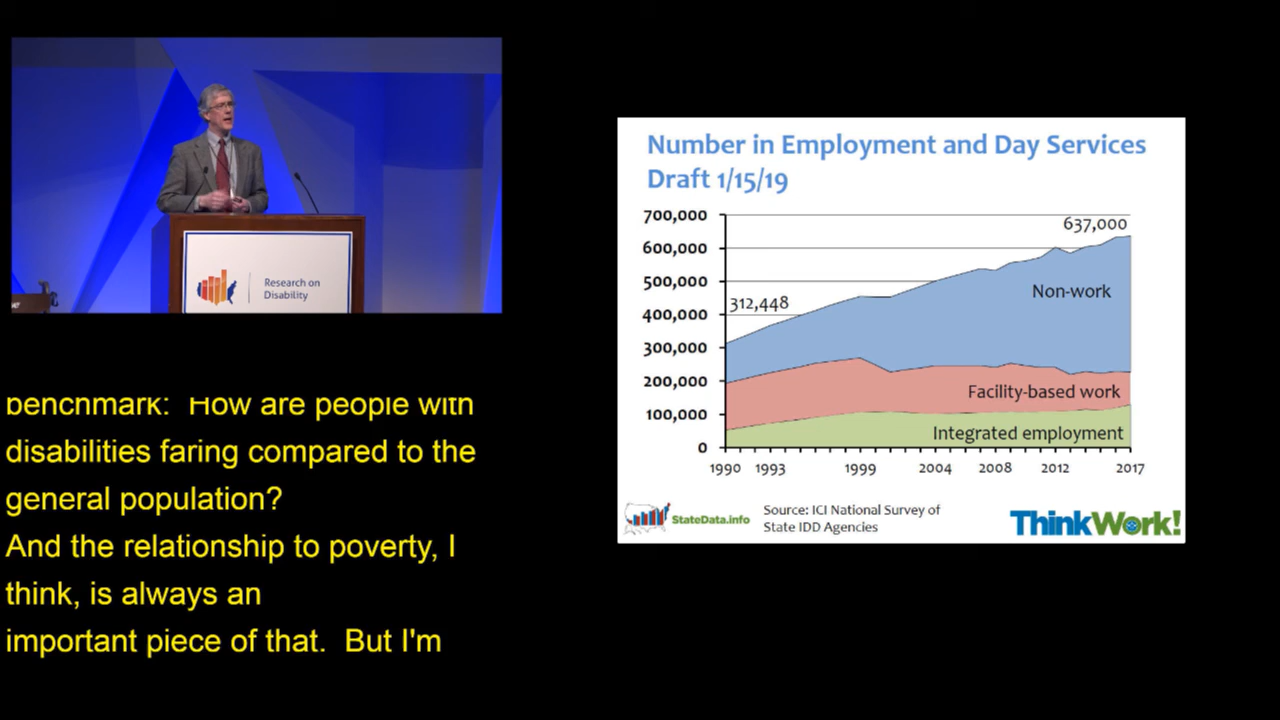 Research on
Disability
benchmark: How are people with
disabilities faring compared to the
general population?
And the relationship to poverty, I
think, is always an
important piece of that. But I'm
Number in Employment and Day Services
Draft 1/15/19
700,000
600,000
500,000
400,000
300,000
200,000
100,000
0
637,000
312,448
Non-work
Facility-based work
Integrated employment
1990 1993 1999 2004 2008 2012 2017
StateData.info
Source: ICI National Survey of
State IDD Agencies
ThinkWork!